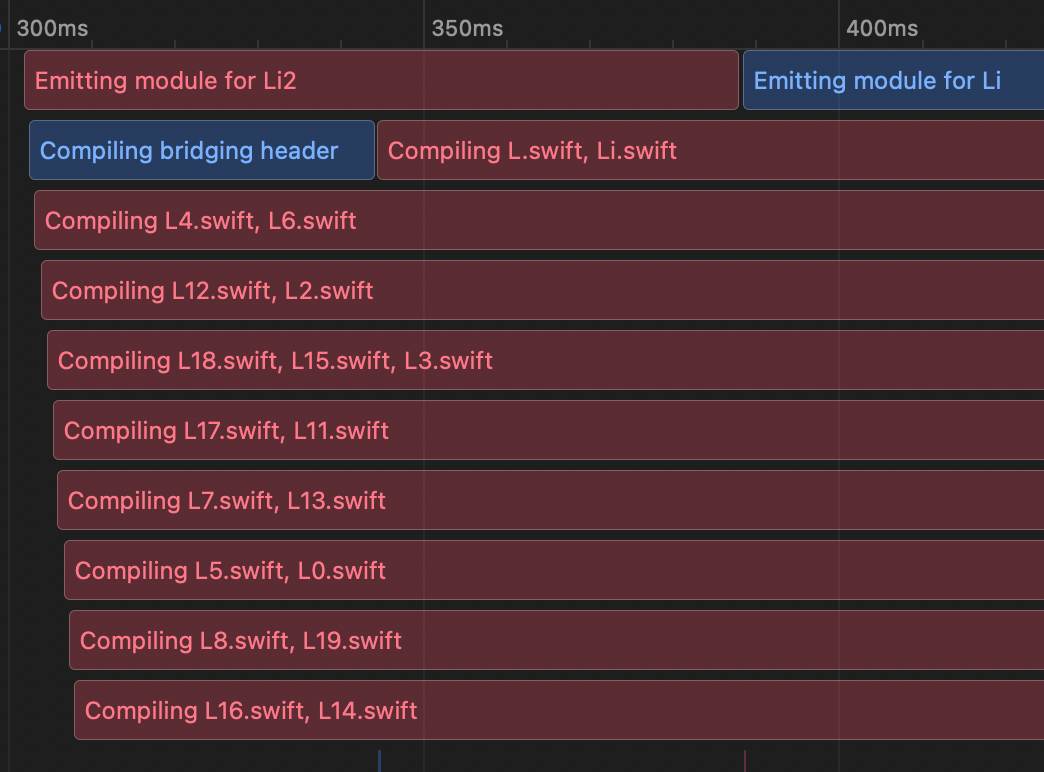 300ms 350ms 400ms
Emitting module for Li2 Emitting module for Li
Compiling bridging header Compiling L.swift, Li.swift
Compiling L4.swift, L6.swift
Compiling L12.swift, L2.swift
Compiling L18.swift, L15.swift, L3.swift
Compiling L17.swift, L11.swift
Compiling L7.swift, L13.swift
Compiling L5.swift, L0.swift
Compiling L8.swift, L19.swift
Compiling L16.swift, L14.swift